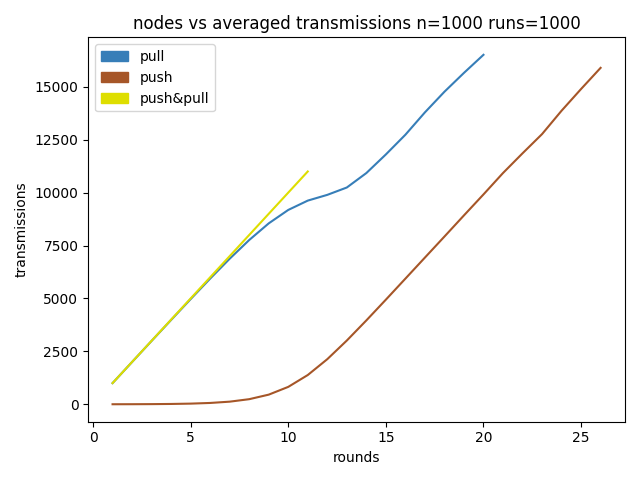 nodes vs averaged transmissions n=1000 runs=1000
pull
push
push&pull
transmissions
15000
12500
10000
7500
5000
2500
0
0 5 10 15 20 25
rounds